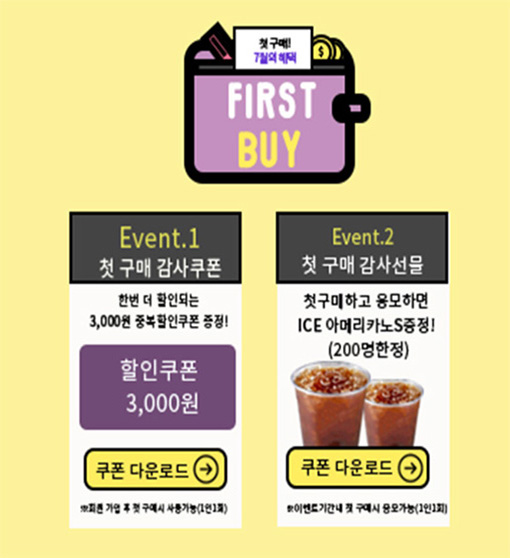 첫 구매!
7월의 혜택
$
FIRST
BUY
Event.1
첫 구매 감사쿠폰
한번 더 할인되는
3,000원 중복할인쿠폰 증정!
할인쿠폰
3,000원
쿠폰 다운로드
※회원 가입 후 첫 구매시 사용가능(1인1회)
Event.2
첫 구매 감사선물
첫구매하고 응모하면
ICE 아메리카노S증정!
(200명한정)
쿠폰 다운로드
※이벤트기간내 첫 구매시 응모가능(1인1회)